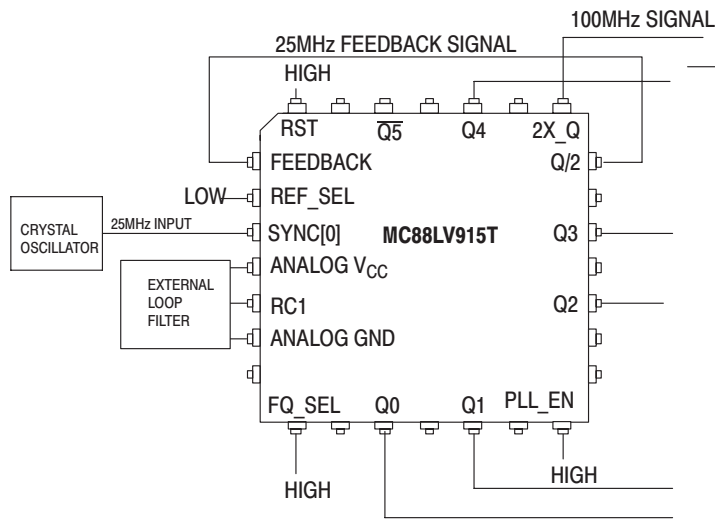 100MHz SIGNAL
25MHz FEEDBACK SIGNAL
HIGH
RST Q5 Q4 2X_Q
FEEDBACK Q/2
LOW REF_SEL
CRYSTAL
OSCILLATOR
25MHz INPUT
SYNC[0] MC88LV915T Q3
ANALOG VCC
EXTERNAL
LOOP
FILTER
RC1 Q2
ANALOG GND
FQ_SEL Q0 Q1 PLL_EN
HIGH HIGH